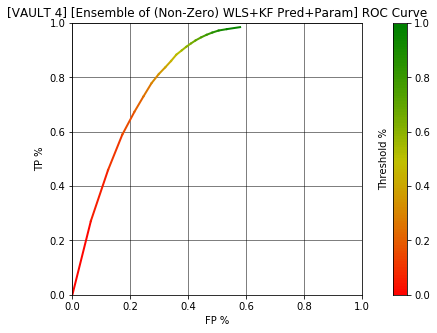 [VAULT 4] [Ensemble of (Non-Zero) WLS+KF Pred+Param] ROC Curve
1.0
0.8
0.6
0.4
0.2
0.0
TP %
0.0 0.2 0.4 0.6 0.8 1.0
FP %
Threshold %
1.0
0.8
0.6
0.4
0.2
0.0